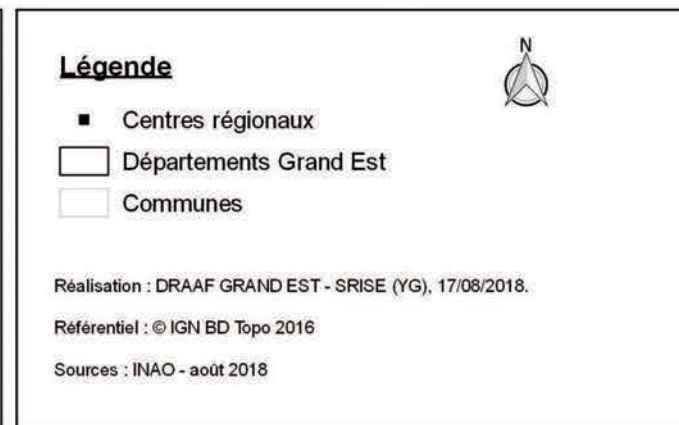 N
Légende
Centres régionaux
Départements Grand Est
Communes
Réalisation : DRAAF GRAND EST - SRISE (YG), 17/08/2018.
Référentiel : © IGN BD Topo 2016
Sources : INAO - août 2018